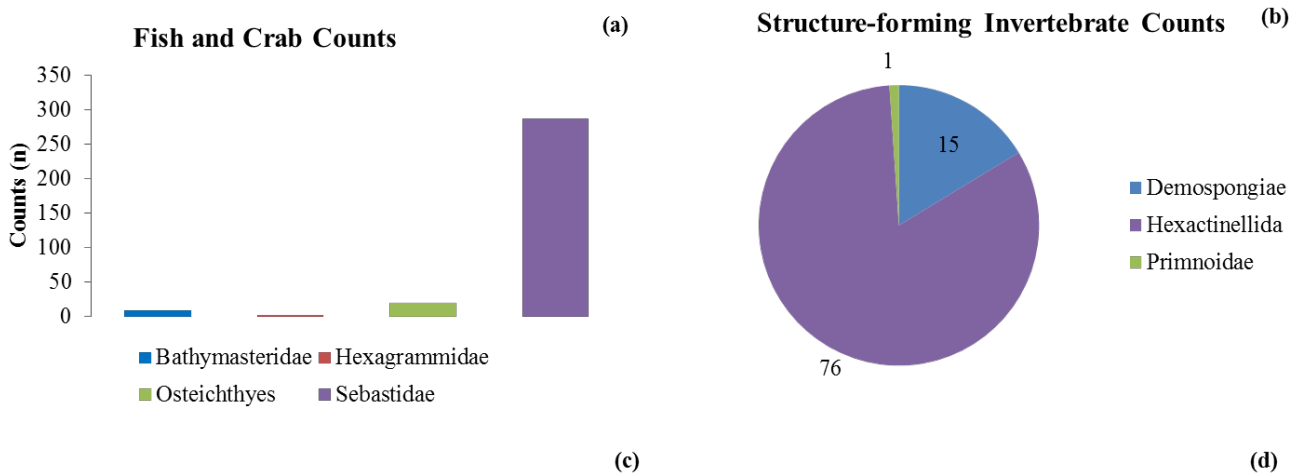 Fish and Crab Counts
(a)
Counts (n)
350
300
250
200
150
100
50
0
Bathymasteridae Hexagrammidae
Osteichthyes Sebastidae
Structure-forming Invertebrate Counts
(b)
1
15
76
Demospongiae
Hexactinellida
Primnoidae
(c)
(d)